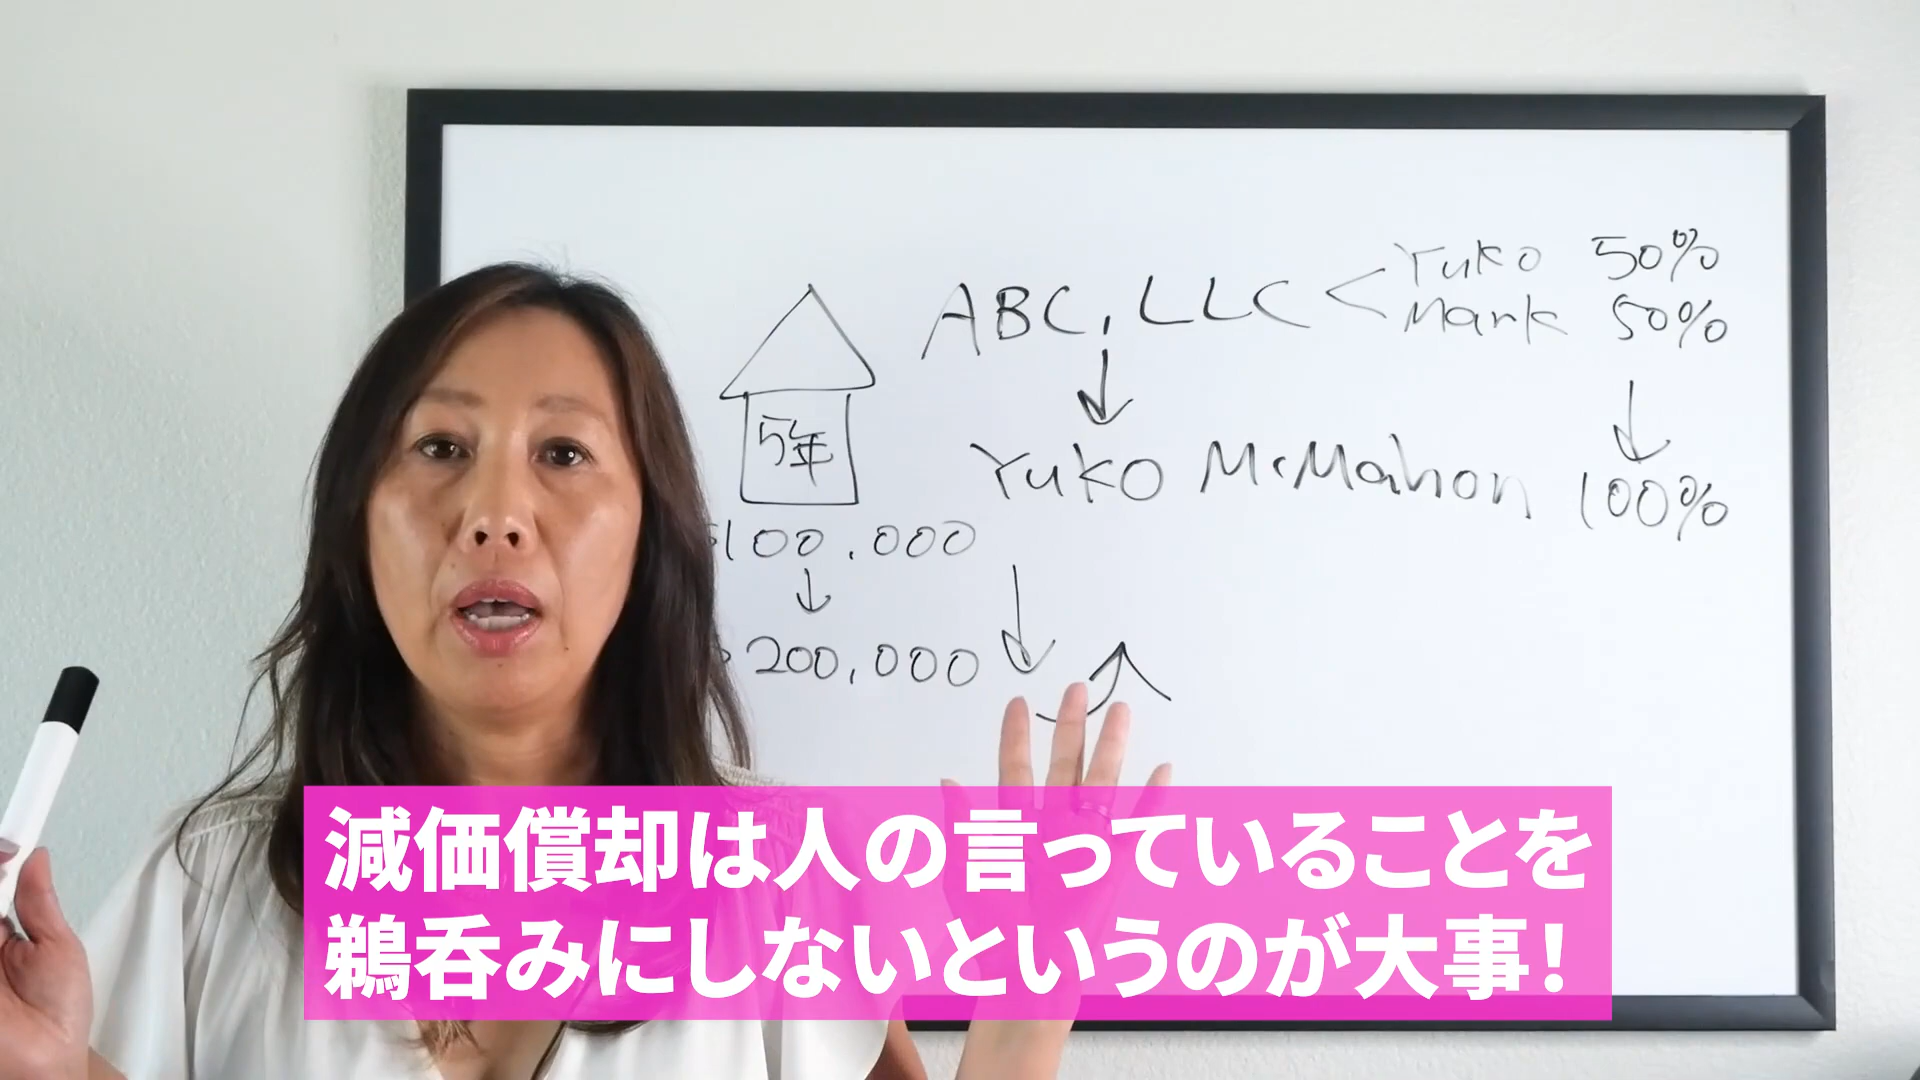 ABC, LLC < Yuko 50%
Mark 50%
5年
Yuko McMahon 100%
100,000
200,000
減価償却は人の言っていることを
鵜呑みにしないというのが大事！